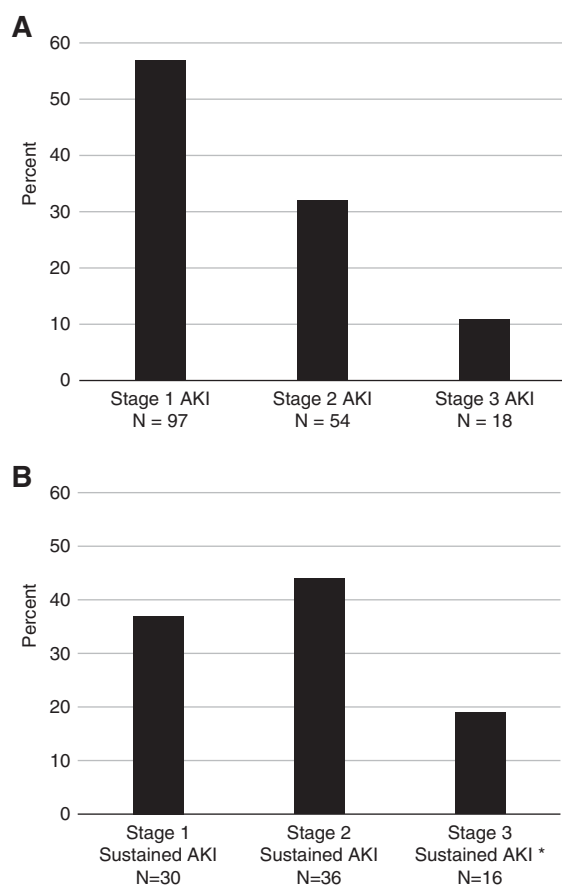 A
60
50
40
30
20
10
0
Percent
Stage 1 AKI
N = 97
Stage 2 AKI
N = 54
Stage 3 AKI
N = 18
B
60
50
40
30
20
10
0
Percent
Stage 1
Sustained AKI
N=30
Stage 2
Sustained AKI
N=36
Stage 3
Sustained AKI *
N=16